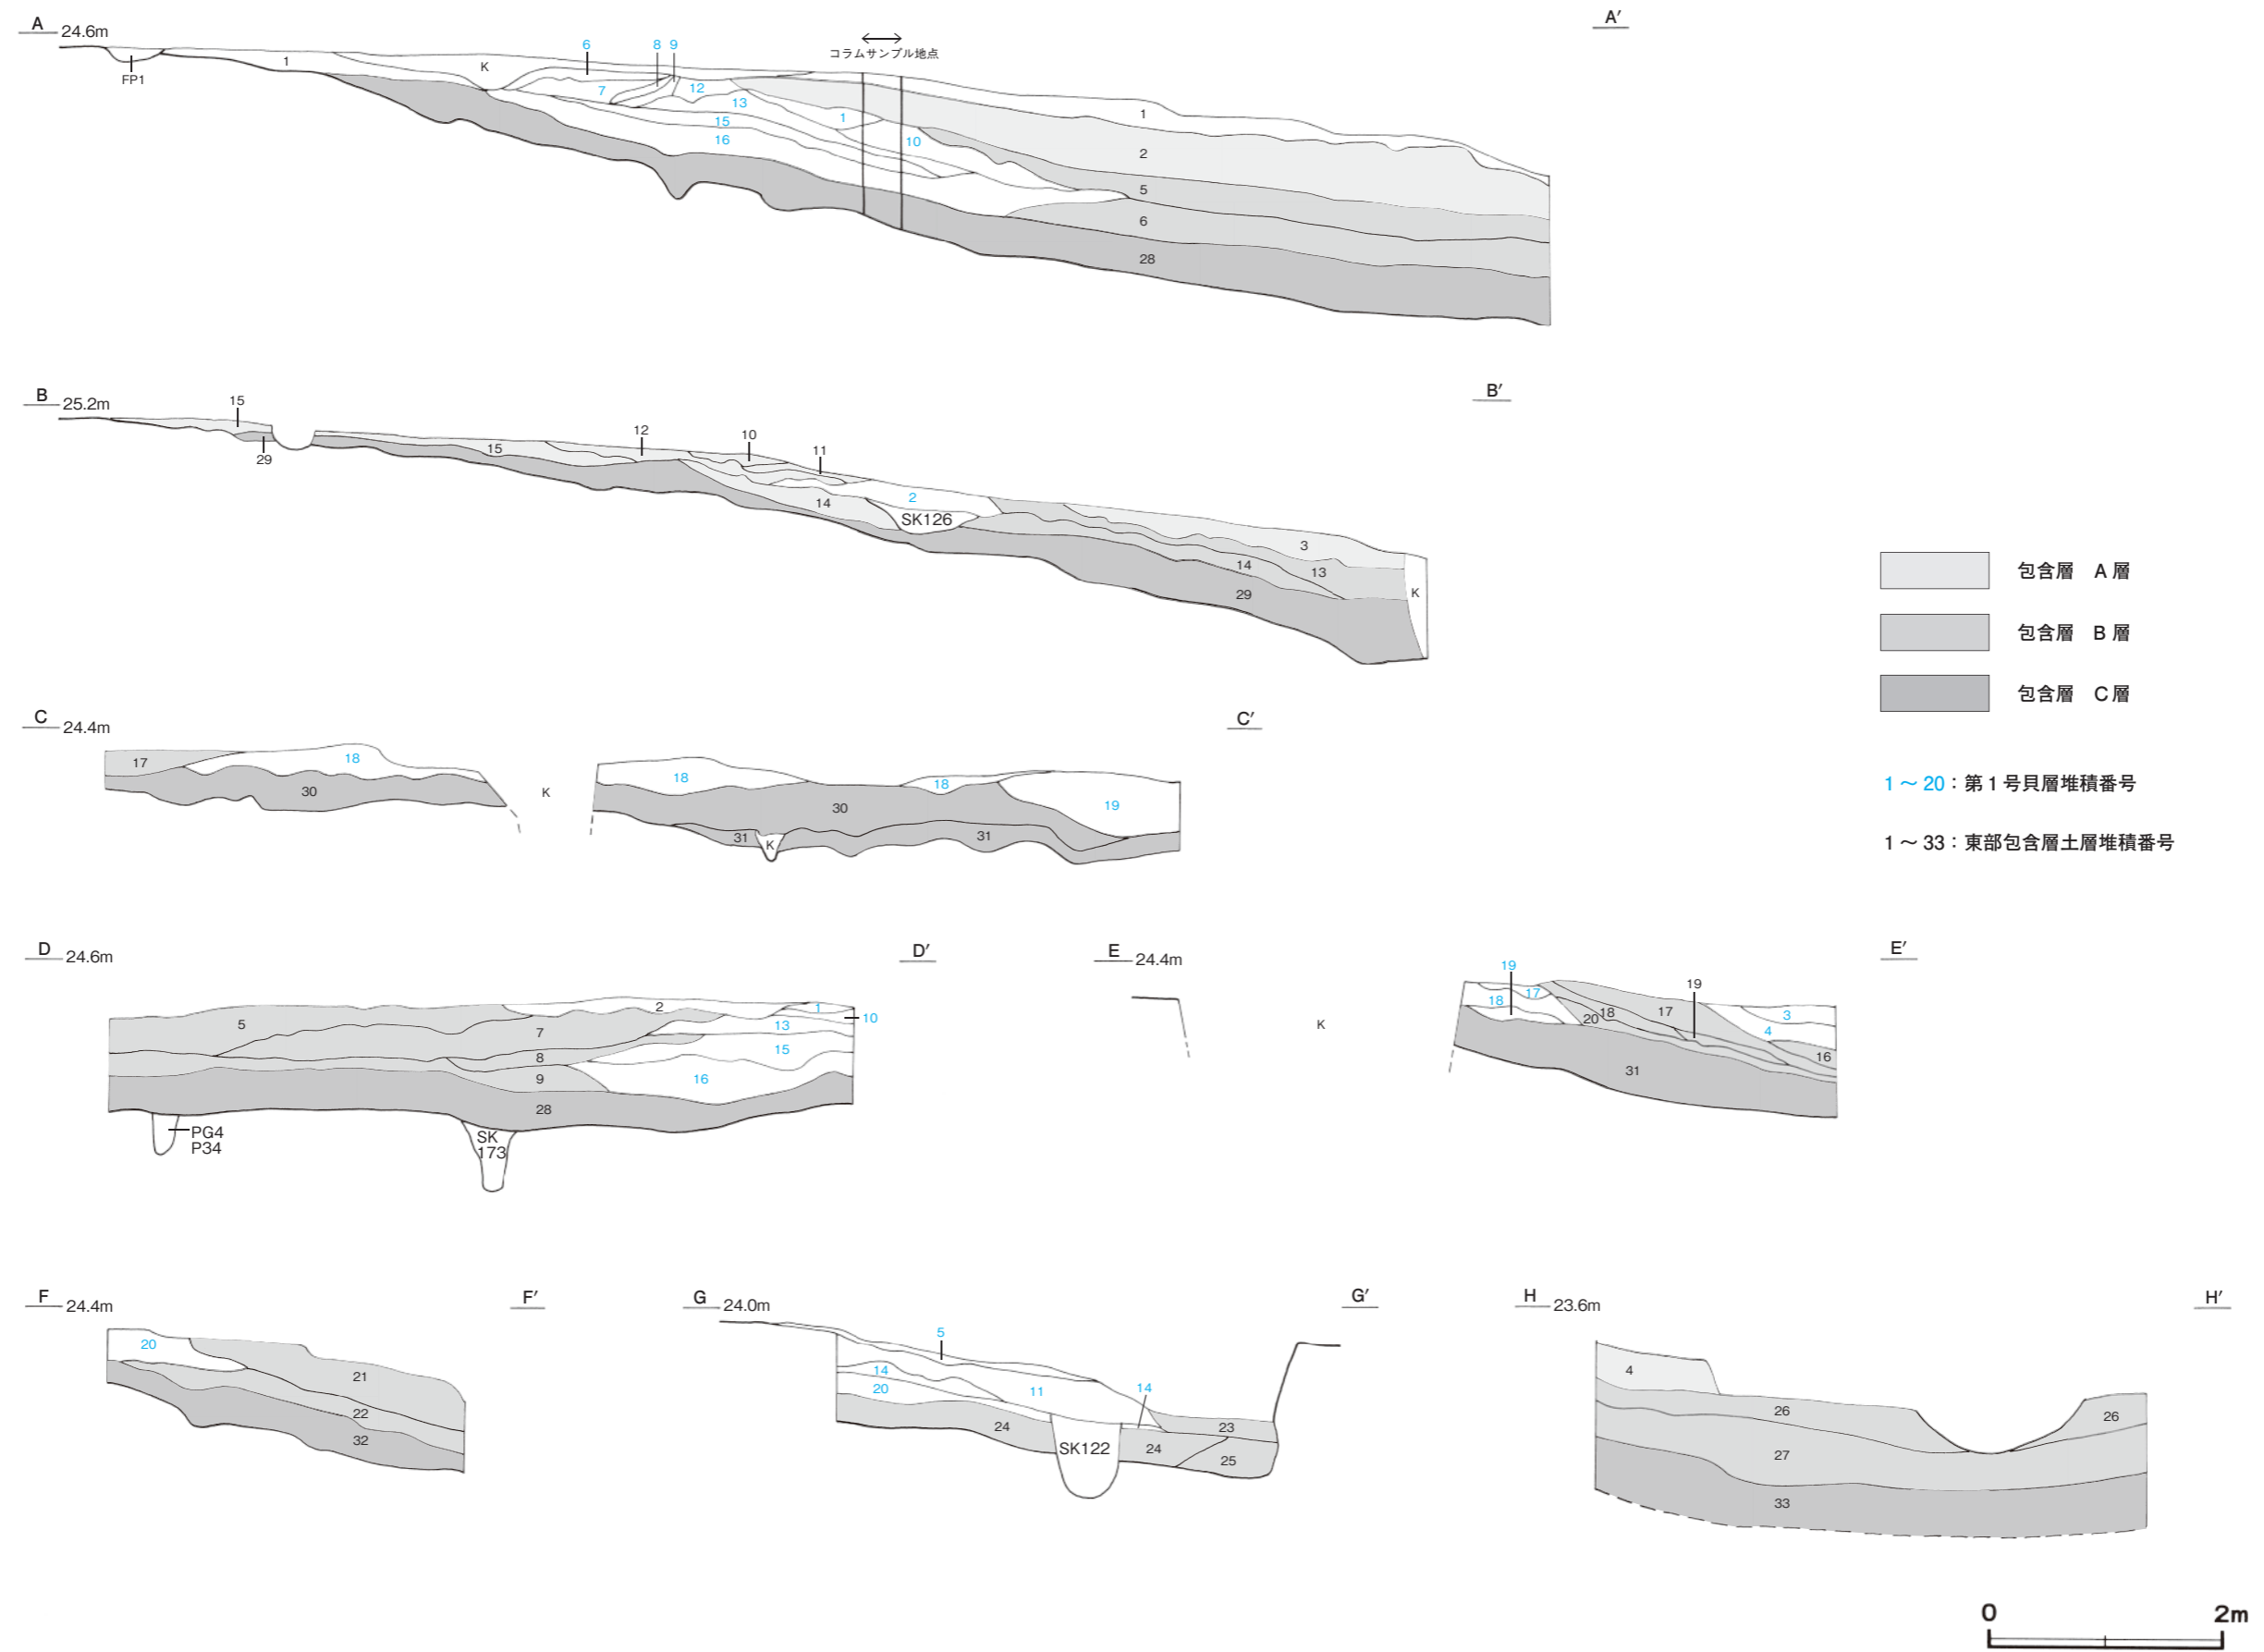 A 24.6m A′
6 8 9
コラムサンプル地点
FP1
1 K 7 12 13 1 10 1
15
16
2
5
6
28
B 25.2m B′
15
29
15 12 10 11
2
14 SK126
3
14 13
29 K
C 24.4m C′
17 18
30
K
18 18 19
30
31 K 31
D 24.6m D′
5 7 2 1 10
13
8 15
9 16
28
PG4
P34
SK
173
E 24.4m E′
K
19
18 17
20 18 17 19
3
4
16
31
F 24.4m F′
20
21
22
32
G 24.0m G′
5
14
20 11 14
24 SK122 24 23
25
H 23.6m H′
4
26 26
27
33
包含層 A 層
包含層 B 層
包含層 C 層
1 ～ 20：第 1 号貝層堆積番号
1 ～ 33：東部包含層土層堆積番号
0 2m